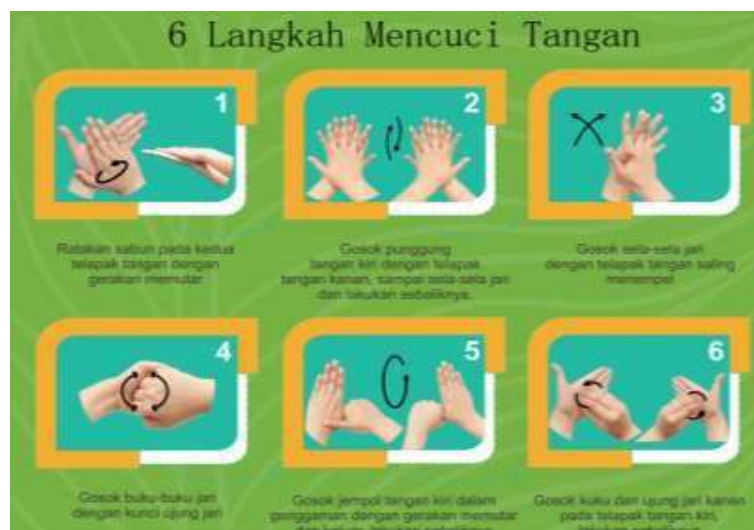 6 Langkah Mencuci Tangan
1
2
3
Ratakan sabun pada kedua
telapak tangan dengan
gerakan memutar
Gosok punggung
tangan kiri dengan telapak
tangan kanan, sampai sela-sela jari
dan lakukan sebaliknya.
Gosok sela-sela jari
dengan telapak tangan saling
menempel
4
5
6
Gosok buku-buku jari
dengan kunci ujung jari
Gosok jempol tangan kiri dalam
genggaman dengan gerakan memutar
Gosok kuku dan ujung jari kanan
pada telapak tangan kiri,